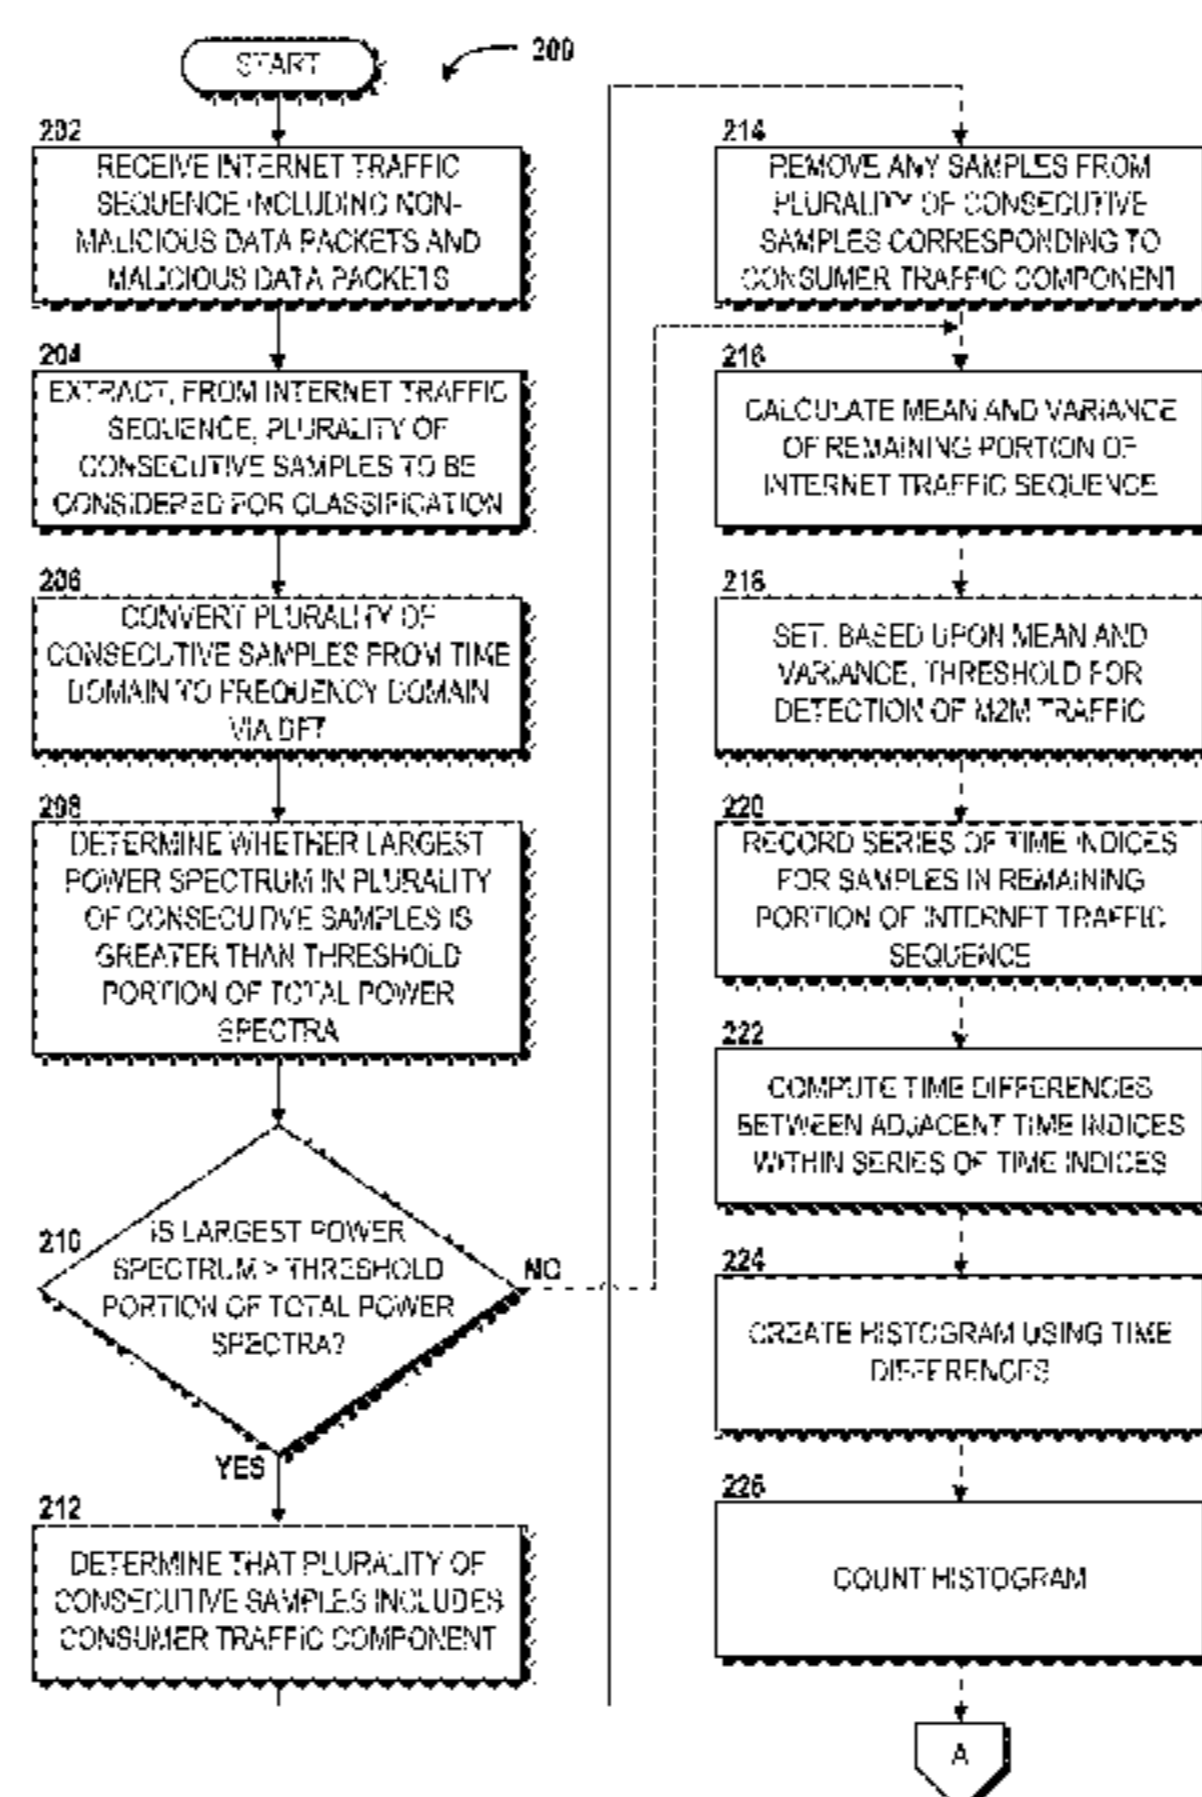 START
200
202
RECEIVE INTERNET TRAFFIC
SEQUENCE INCLUDING NON-
MALICIOUS DATA PACKETS AND
MALICIOUS DATA PACKETS
204
EXTRACT, FROM INTERNET TRAFFIC
SEQUENCE, PLURALITY OF
CONSECUTIVE SAMPLES TO BE
CONSIDERED FOR CLASSIFICATION
206
CONVERT PLURALITY OF
CONSECUTIVE SAMPLES FROM TIME
DOMAIN TO FREQUENCY DOMAIN
VIA DFT
208
DETERMINE WHETHER LARGEST
POWER SPECTRUM IN PLURALITY
OF CONSECUTIVE SAMPLES IS
GREATER THAN THRESHOLD
PORTION OF TOTAL POWER
SPECTRA
210
IS LARGEST POWER
SPECTRUM > THRESHOLD
PORTION OF TOTAL POWER
SPECTRA?
NO
YES
212
DETERMINE THAT PLURALITY OF
CONSECUTIVE SAMPLES INCLUDES
CONSUMER TRAFFIC COMPONENT
214
REMOVE ANY SAMPLES FROM
PLURALITY OF CONSECUTIVE
SAMPLES CORRESPONDING TO
CONSUMER TRAFFIC COMPONENT
216
CALCULATE MEAN AND VARIANCE
OF REMAINING PORTION OF
INTERNET TRAFFIC SEQUENCE
218
SET, BASED UPON MEAN AND
VARIANCE, THRESHOLD FOR
DETECTION OF M2M TRAFFIC
220
RECORD SERIES OF TIME INDICES
FOR SAMPLES IN REMAINING
PORTION OF INTERNET TRAFFIC
SEQUENCE
222
COMPUTE TIME DIFFERENCES
BETWEEN ADJACENT TIME INDICES
WITHIN SERIES OF TIME INDICES
224
CREATE HISTOGRAM USING TIME
DIFFERENCES
226
COUNT HISTOGRAM
A